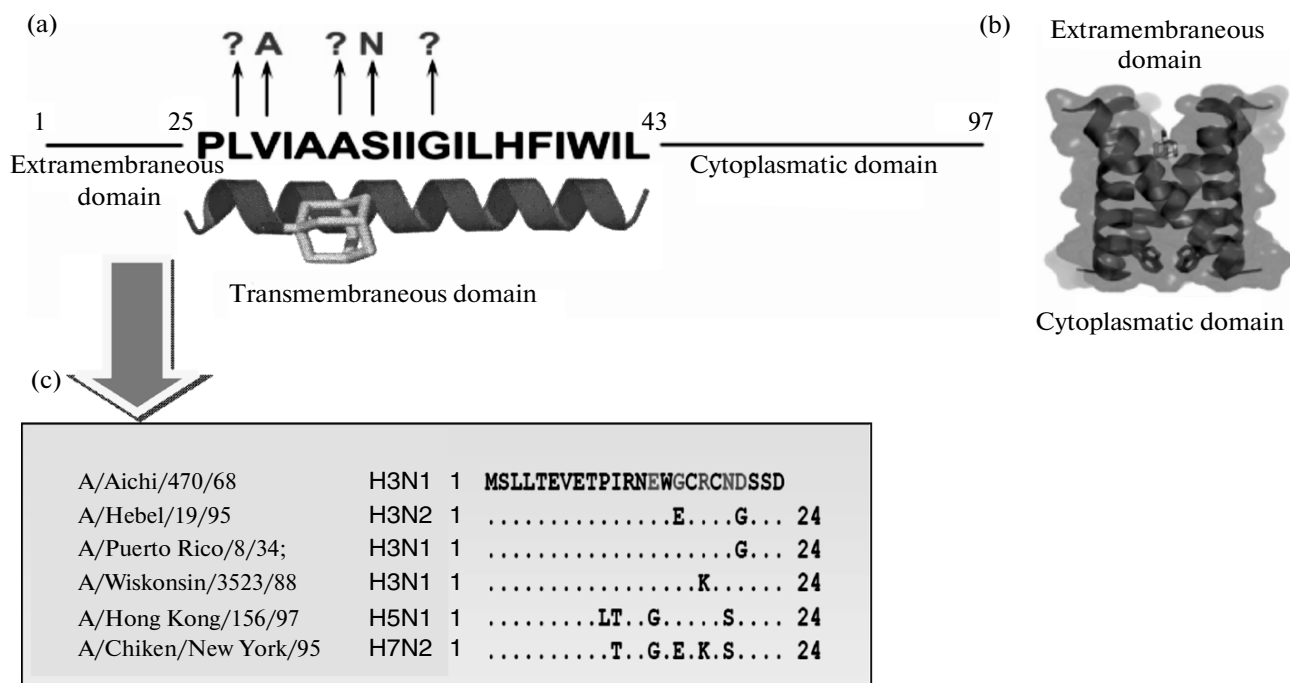 (a)
? A ? N ?
1 25 PLVIAASIIGILHFIWIL 43 97
Extramembraneous
domain
Cytoplasmatic domain
Transmembraneous domain
(b)
Extramembraneous
domain
Cytoplasmatic domain
(c)
A/Aichi/470/68 H3N1 1 MSLLTEVETPIRNEWGCRCNDSSD
A/Hebel/19/95 H3N2 1 ...............E....G... 24
A/Puerto Rico/8/34; H3N1 1 ....................G... 24
A/Wiskonsin/3523/88 H3N1 1 .................K...... 24
A/Hong Kong/156/97 H5N1 1 .........LT..G.....S.... 24
A/Chiken/New York/95 H7N2 1 ..........T..G.E.K.S.... 24